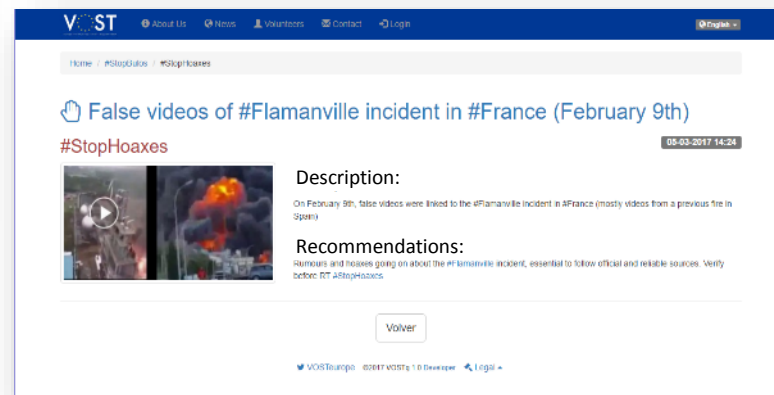 VOST About Us News Volunteers Contact Login English
Home / #StopBulos / #StopHoaxes
False videos of #Flamanville incident in #France (February 9th)
#StopHoaxes 05-03-2017 14:24
Description:
On February 9th, false videos were linked to the #Flamanville incident in #France (mostly videos from a previous fire in
Spain)
Recommendations:
Rumours and hoaxes going on about the #Flamanville incident, essential to follow official and reliable sources. Verify
before RT #StopHoaxes
Volver
VOSTeuropo ©2017 VOSTg 1.0 Developer Legal